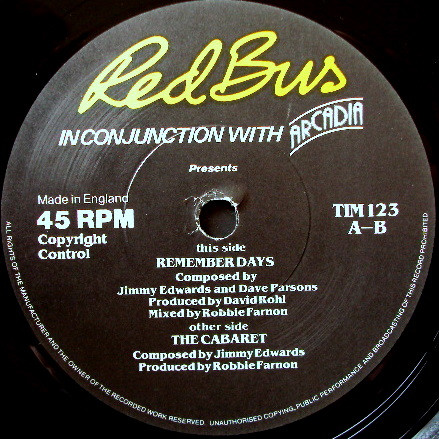 Red Bus
IN CONJUNCTION WITH ARCADIA
Presents
Made in England
45 RPM
Copyright
Control
TIM 123
A–B
this side
REMEMBER DAYS
Composed by
Jimmy Edwards and Dave Parsons
Produced by David Kohl
Mixed by Robbie Farnon
other side
THE CABARET
Composed by Jimmy Edwards
Produced by Robbie Farnon
ALL RIGHTS OF THE MANUFACTURER AND THE OWNER OF THE RECORDED WORK RESERVED. UNAUTHORISED COPYING, PUBLIC PERFORMANCE AND BROADCASTING OF THIS RECORD PROHIBITED